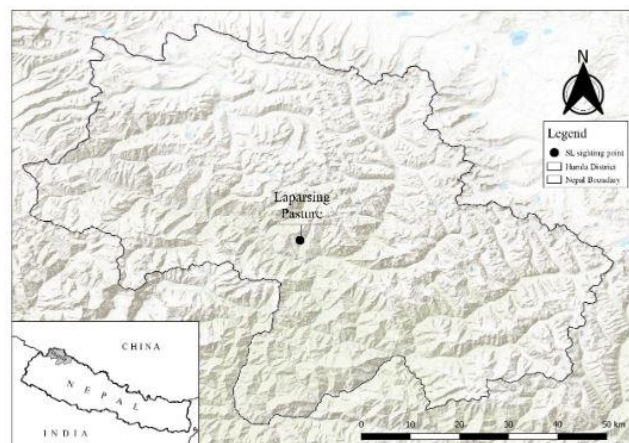 N
Legend
SL sighting point
Humla District
Nepal Boundary
Laparsing
Pasture
CHINA
NEPAL
INDIA
0 10 20 30 40 50 km